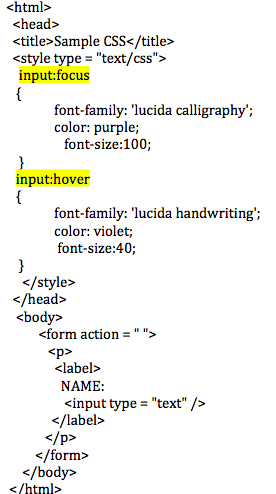 <html>
<head>
<title>Sample CSS</title>
<style type = "text/css">
input:focus
{
font-family: 'lucida calligraphy';
color: purple;
font-size:100;
}
input:hover
{
font-family: 'lucida handwriting';
color: violet;
font-size:40;
}
</style>
</head>
<body>
<form action = " ">
<p>
<label>
NAME:
<input type = "text" />
</label>
</p>
</form>
</body>
</html>